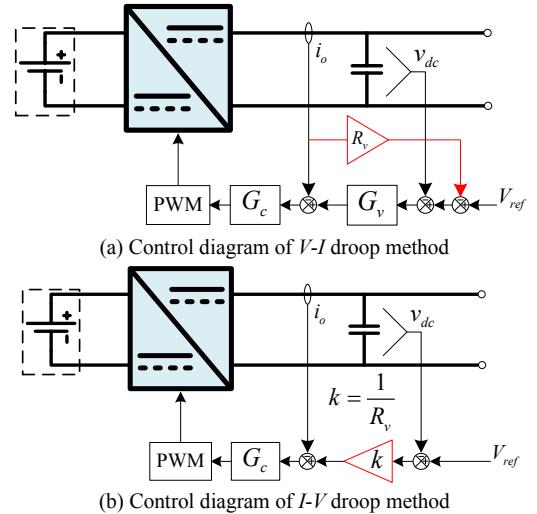 +
-
i_o
v_dc
R_v
PWM
G_c
G_v
V_ref
(a) Control diagram of V-I droop method
+
-
i_o
v_dc
k = 1/R_v
PWM
G_c
k
V_ref
(b) Control diagram of I-V droop method